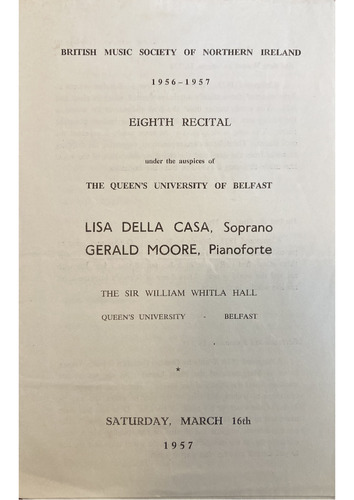 BRITISH MUSIC SOCIETY OF NORTHERN IRELAND
1956-1957
EIGHTH RECITAL
under the auspices of
THE QUEEN'S UNIVERSITY OF BELFAST
LISA DELLA CASA, Soprano
GERALD MOORE, Pianoforte
THE SIR WILLIAM WHITLA HALL
QUEEN'S UNIVERSITY - BELFAST
*
SATURDAY, MARCH 16th
1957